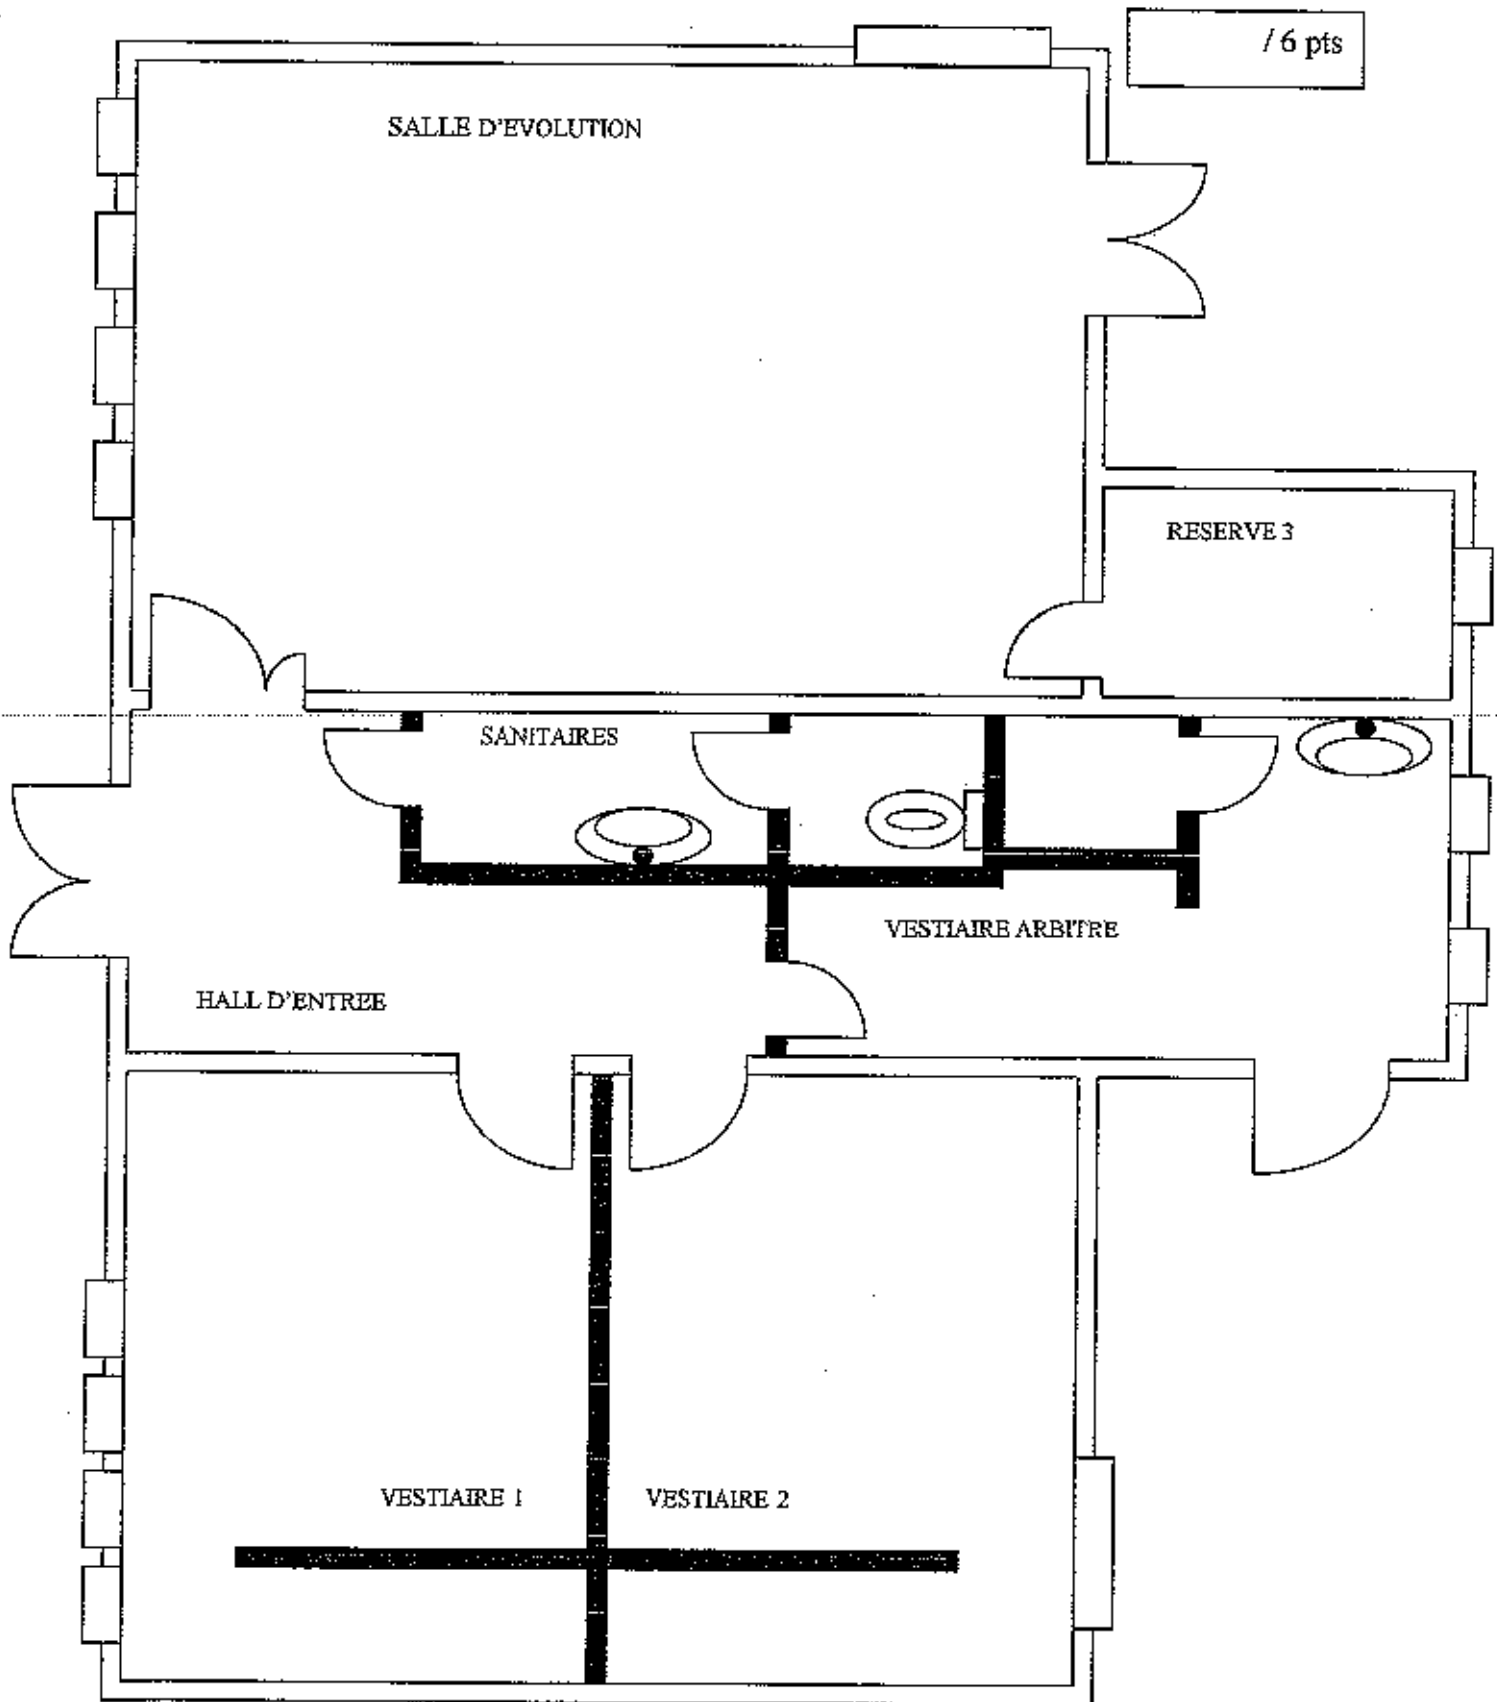 / 6 pts
SALLE D'EVOLUTION
RESERVE 3
SANITAIRES
VESTIAIRE ARBITRE
HALL D'ENTREE
VESTIAIRE 1
VESTIAIRE 2